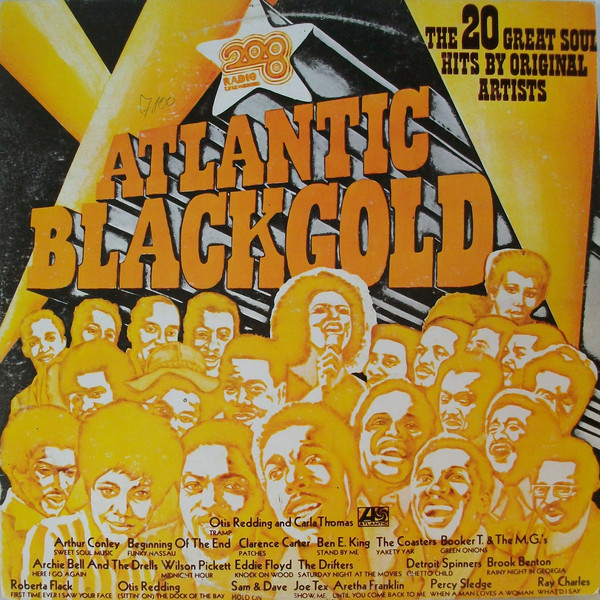 THE 20 GREAT SOUL
HITS BY ORIGINAL
ARTISTS
208
RADIO
ATLANTIC
BLACKGOLD
Otis Redding and Carla Thomas
TRAMP
ATLANTIC
Arthur Conley Beginning Of The End Clarence Carter Ben E. King The Coasters Booker T. & The M.G.'s
SWEET SOUL MUSIC FUNKY NASSAU PATCHES STAND BY ME YAKETY YAK GREEN ONIONS
Archie Bell And The Drells Wilson Pickett Eddie Floyd The Drifters Detroit Spinners Brook Benton
HERE I GO AGAIN MIDNIGHT HOUR KNOCK ON WOOD SATURDAY NIGHT AT THE MOVIES GHETTO CHILD RAINY NIGHT IN GEORGIA
Roberta Flack Otis Redding Sam & Dave Joe Tex Aretha Franklin Percy Sledge Ray Charles
FIRST TIME EVER I SAW YOUR FACE (SITTIN' ON) THE DOCK OF THE BAY HOLD ON SHOW ME UNTIL YOU COME BACK TO ME WHEN A MAN LOVES A WOMAN WHAT'D I SAY